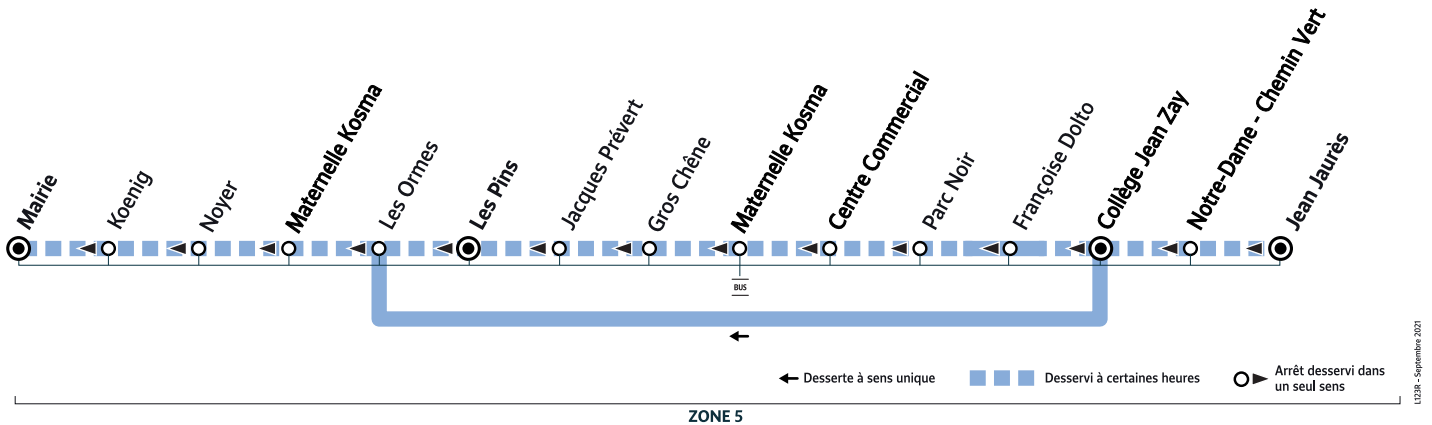 Mairie
Koenig
Noyer
Maternelle Kosma
Les Ormes
Les Pins
Jacques Prévert
Gros Chêne
Maternelle Kosma
Centre Commercial
Parc Noir
Françoise Dolto
Collège Jean Zay
Notre-Dame - Chemin Vert
Jean Jaurès
BUS
Desserte à sens unique
Desservi à certaines heures
Arrêt desservi dans
un seul sens
L123R - Septembre 2021
ZONE 5